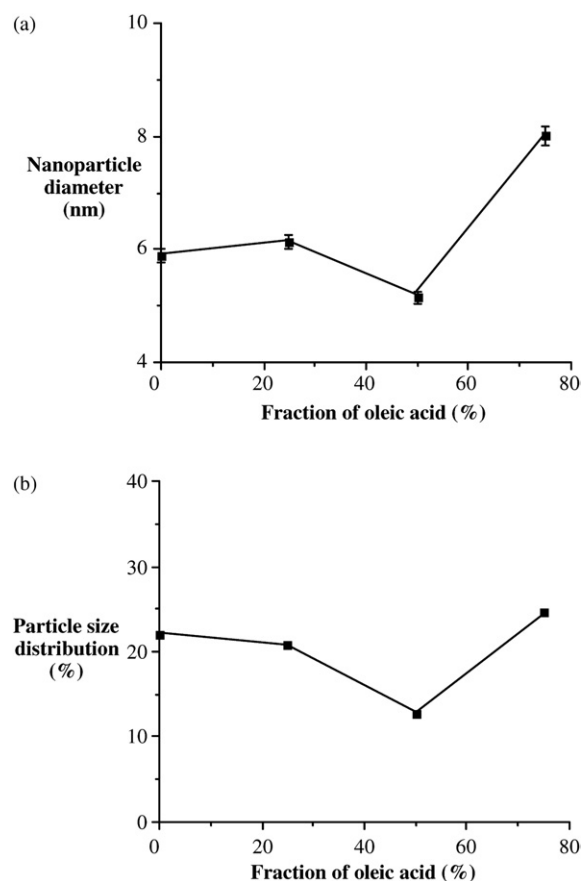 (a)
10
8
Nanoparticle
diameter
(nm)
6
4
0 20 40 60 80
Fraction of oleic acid (%)
(b)
40
30
Particle size
distribution
(%)
20
10
0
0 20 40 60 80
Fraction of oleic acid (%)